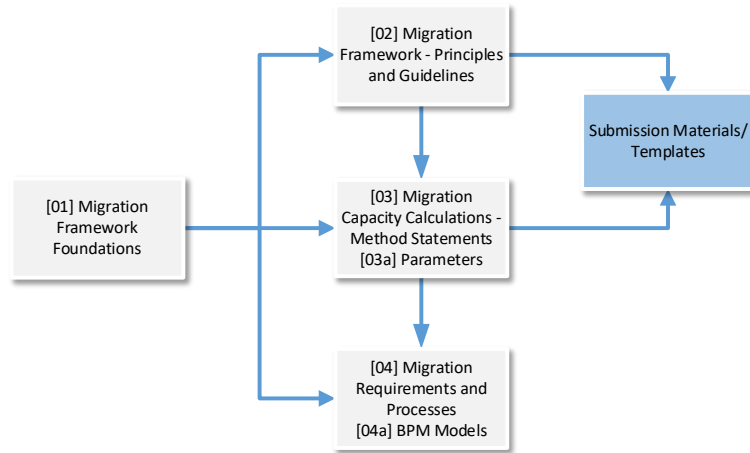 [02] Migration
Framework - Principles
and Guidelines
Submission Materials/
Templates
[01] Migration
Framework
Foundations
[03] Migration
Capacity Calculations -
Method Statements
[03a] Parameters
[04] Migration
Requirements and
Processes
[04a] BPM Models